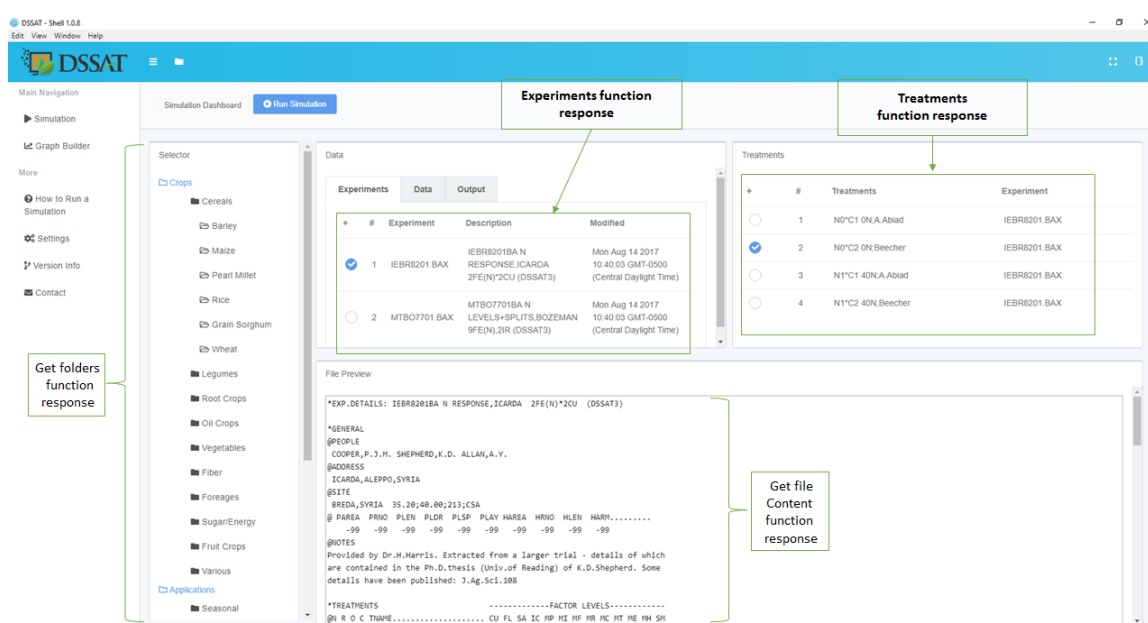 DSSAT - Shell 1.0.8
Edit View Window Help
DSSAT
Main Navigation
Simulation
Graph Builder
More
How to Run a
Simulation
Settings
Version Info
Contact
Simulation Dashboard
Run Simulation
Experiments function
response
Treatments
function response
Get folders
function
response
Selector
Crops
Cereals
Barley
Maize
Pearl Millet
Rice
Grain Sorghum
Wheat
Legumes
Root Crops
Oil Crops
Vegetables
Fiber
Foreages
Sugar/Energy
Fruit Crops
Various
Applications
Seasonal
Data
Experiments Data Output
+ # Experiment Description Modified
1 IEBR8201.BAX IEBR8201BA N
RESPONSE,ICARDA
2FE(N)*2CU (DSSAT3)
Mon Aug 14 2017
10:40:03 GMT-0500
(Central Daylight Time)
2 MTBO7701.BAX MTBO7701BA N
LEVELS+SPLITS,BOZEMAN
9FE(N),2IR (DSSAT3)
Mon Aug 14 2017
10:40:03 GMT-0500
(Central Daylight Time)
Treatments
+ # Treatments Experiment
1 N0*C1 0N;A.Abiad IEBR8201.BAX
2 N0*C2 0N;Beecher IEBR8201.BAX
3 N1*C1 40N;A.Abiad IEBR8201.BAX
4 N1*C2 40N;Beecher IEBR8201.BAX
File Preview
*EXP.DETAILS: IEBR8201BA N RESPONSE,ICARDA 2FE(N)*2CU (DSSAT3)
*GENERAL
@PEOPLE
COOPER,P.J.M. SHEPHERD,K.D. ALLAN,A.Y.
@ADDRESS
ICARDA,ALEPPO,SYRIA
@SITE
BREDA,SYRIA 35.20;40.00;213;CSA
@ PAREA PRNO PLEN PLDR PLSP PLAY HAREA HRNO HLEN HARM.........
-99 -99 -99 -99 -99 -99 -99 -99 -99 -99
@NOTES
Provided by Dr.H.Harris. Extracted from a larger trial - details of which
are contained in the Ph.D.thesis (Univ.of Reading) of K.D.Shepherd. Some
details have been published: J.Ag.Sci.108
*TREATMENTS -------------FACTOR LEVELS------------
@N R O C TNAME.................... CU FL SA IC MP MI MF MR MC MT ME MH SM
Get file
Content
function
response